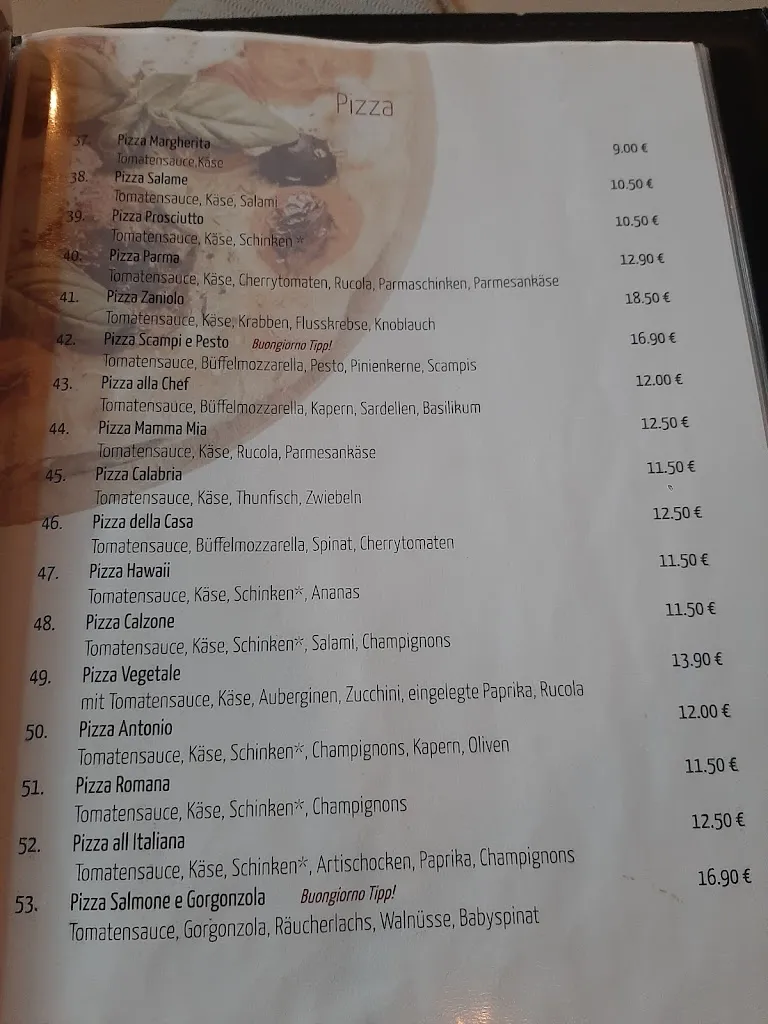 Pizza
37. Pizza Margherita 9.00 €
Tomatensauce,Käse
38. Pizza Salame 10.50 €
Tomatensauce, Käse, Salami
39. Pizza Prosciutto 10.50 €
Tomatensauce, Käse, Schinken *
40. Pizza Parma 12.90 €
Tomatensauce, Käse, Cherrytomaten, Rucola, Parmaschinken, Parmesankäse
41. Pizza Zaniolo 18.50 €
Tomatensauce, Käse, Krabben, Flusskrebse, Knoblauch
42. Pizza Scampi e Pesto Buongiorno Tipp! 16.90 €
Tomatensauce, Büffelmozzarella, Pesto, Pinienkerne, Scampis
43. Pizza alla Chef 12.00 €
Tomatensauce, Büffelmozzarella, Kapern, Sardellen, Basilikum
44. Pizza Mamma Mia 12.50 €
Tomatensauce, Käse, Rucola, Parmesankäse
45. Pizza Calabria 11.50 €
Tomatensauce, Käse, Thunfisch, Zwiebeln
46. Pizza della Casa 12.50 €
Tomatensauce, Büffelmozzarella, Spinat, Cherrytomaten
47. Pizza Hawaii 11.50 €
Tomatensauce, Käse, Schinken*, Ananas
48. Pizza Calzone 11.50 €
Tomatensauce, Käse, Schinken*, Salami, Champignons
49. Pizza Vegetale 13.90 €
mit Tomatensauce, Käse, Auberginen, Zucchini, eingelegte Paprika, Rucola
50. Pizza Antonio 12.00 €
Tomatensauce, Käse, Schinken*, Champignons, Kapern, Oliven
51. Pizza Romana 11.50 €
Tomatensauce, Käse, Schinken*, Champignons
52. Pizza all Italiana 12.50 €
Tomatensauce, Käse, Schinken*, Artischocken, Paprika, Champignons
53. Pizza Salmone e Gorgonzola Buongiorno Tipp! 16.90 €
Tomatensauce, Gorgonzola, Räucherlachs, Walnüsse, Babyspinat